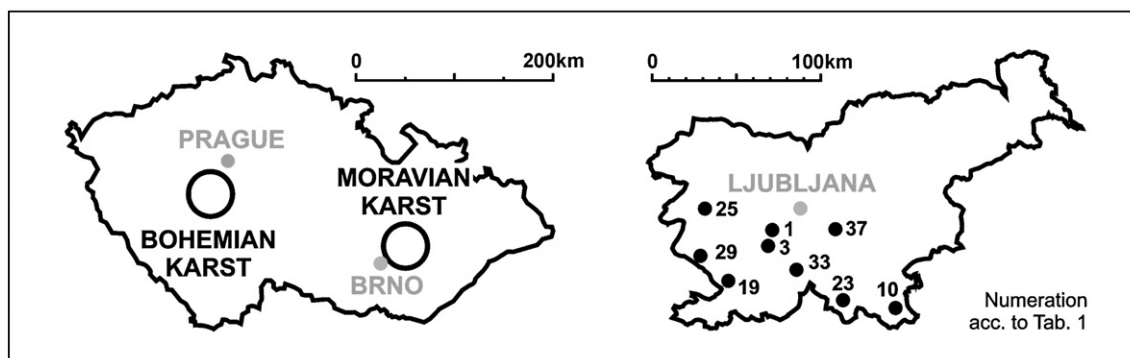 0
200km
PRAGUE
MORAVIAN
KARST
BOHEMIAN
KARST
BRNO
0
100km
LJUBLJANA
25
1
37
3
29
33
19
23
10
Numeration
acc. to Tab. 1